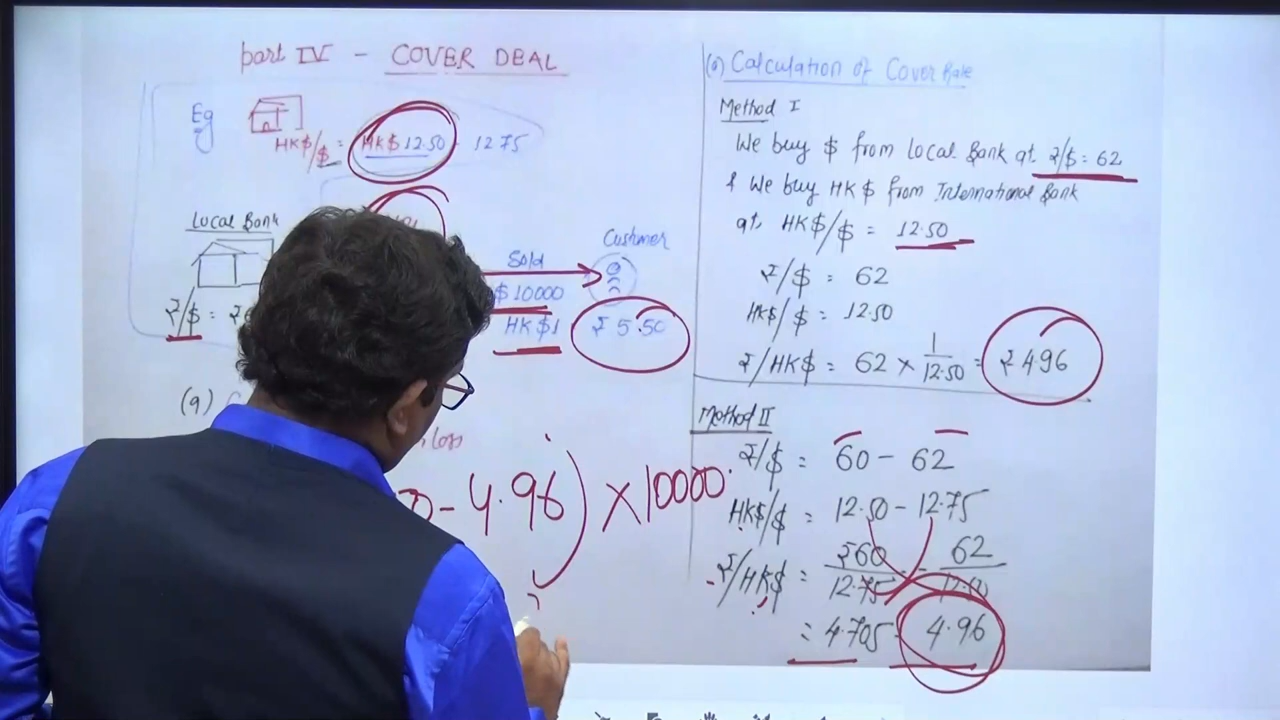 part IV - COVER DEAL
Eg
HK$/$ = HK$ 12.50 - 12.75
Local Bank
Sold
Customer
$ 10000
₹/$ =
HK $1
₹ 5.50
(a)
loss
0 - 4.96) × 10000
(b) Calculation of Cover Rate
Method I
We buy $ from Local Bank at ₹/$ = 62
& We buy HK $ from International Bank
at HK$/$ = 12.50
₹/$ = 62
HK$/$ = 12.50
₹/HK$ = 62 × 1/12.50 = ₹ 4.96
Method II
₹/$ = 60 - 62
HK$/$ = 12.50 - 12.75
₹/HK$ = ₹60/12.75 - 62/12.50
= 4.705 - 4.96